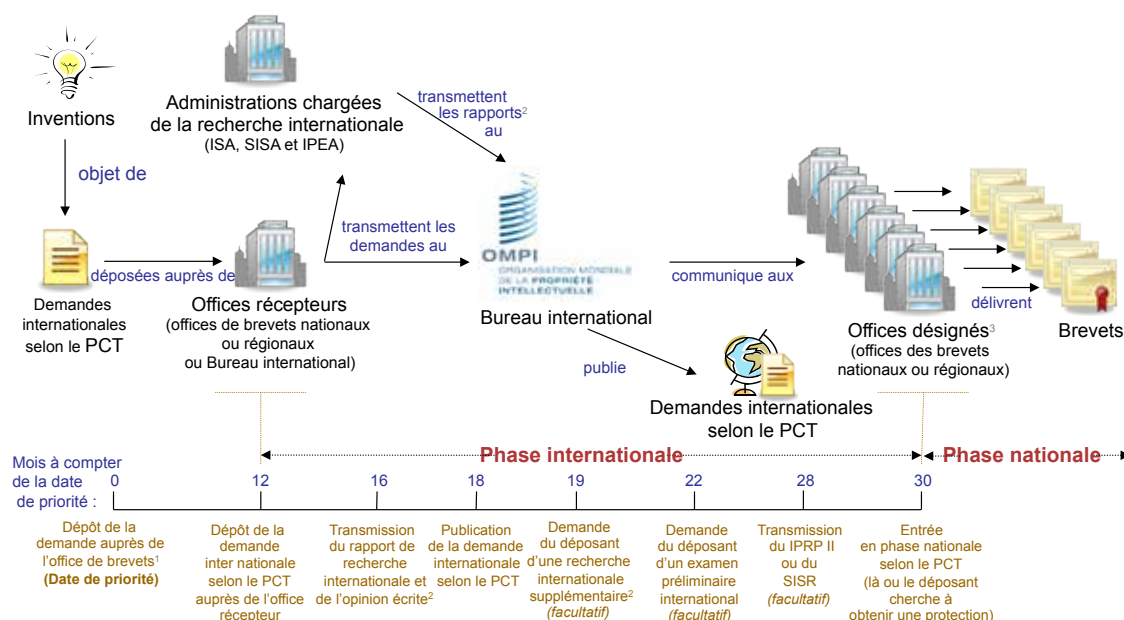 Inventions
objet de
Demandes
internationales
selon le PCT
déposées auprès de
Administrations chargées
de la recherche internationale
(ISA, SISA et IPEA)
Offices récepteurs
(offices de brevets nationaux
ou régionaux
ou Bureau international)
transmettent
les rapports²
au
transmettent les
demandes au
OMPI
ORGANISATION MONDIALE
DE LA PROPRIÉTÉ
INTELLECTUELLE
Bureau international
communique aux
publie
Demandes internationales
selon le PCT
Offices désignés³
(offices des brevets
nationaux ou régionaux)
délivrent
Brevets
Phase internationale
Phase nationale
Mois à compter
de la date
de priorité :
0
12
16
18
19
22
28
30
Dépôt de la
demande auprès de
l'office de brevets¹
(Date de priorité)
Dépôt de la
demande
inter nationale
selon le PCT
auprès de l'office
récepteur
Transmission
du rapport de
recherche
internationale et
de l'opinion écrite²
Publication
de la demande
internationale
selon le PCT
Demande
du déposant
d'une recherche
internationale
supplémentaire²
(facultatif)
Demande
du déposant
d'un examen
préliminaire
international
(facultatif)
Transmission
du IPRP II
ou du
SISR
(facultatif)
Entrée
en phase nationale
selon le PCT
(là ou le déposant
cherche à
obtenir une protection)